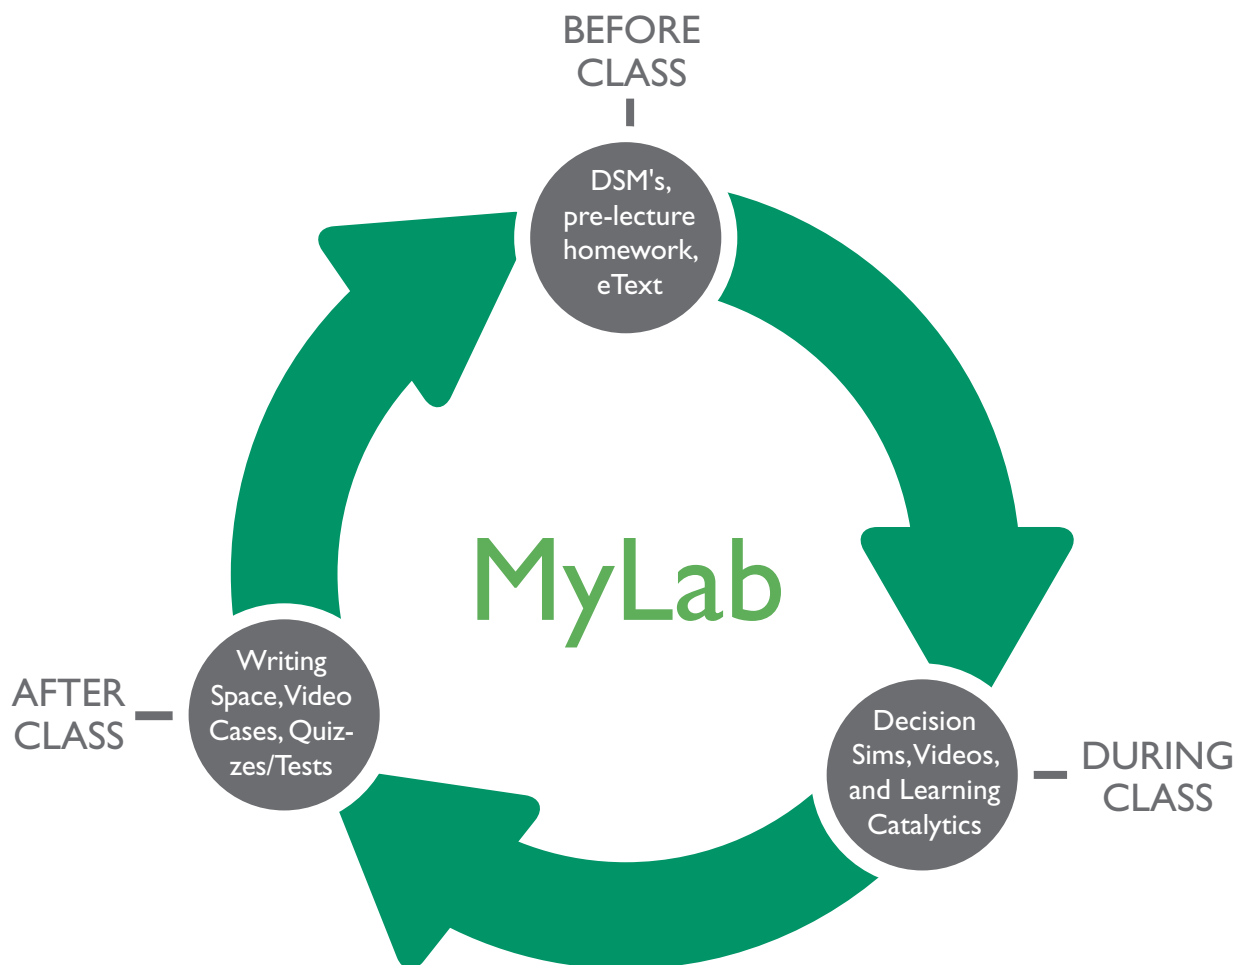 BEFORE
CLASS
DSM's,
pre-lecture
homework,
eText
MyLab
AFTER
CLASS
Writing
Space, Video
Cases, Quiz-
zes/Tests
Decision
Sims, Videos,
and Learning
Catalytics
DURING
CLASS